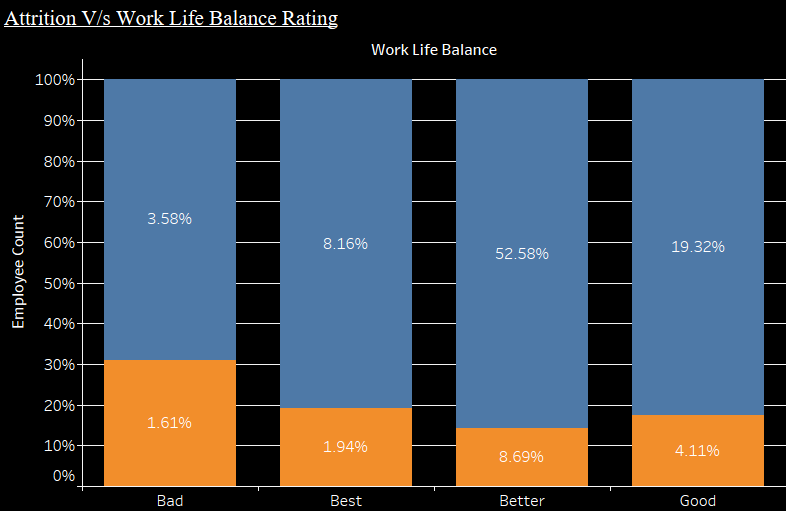 Attrition V/s Work Life Balance Rating
Work Life Balance
Employee Count
100%
90%
80%
70%
60%
50%
40%
30%
20%
10%
0%
3.58%
8.16%
52.58%
19.32%
1.61%
1.94%
8.69%
4.11%
Bad
Best
Better
Good